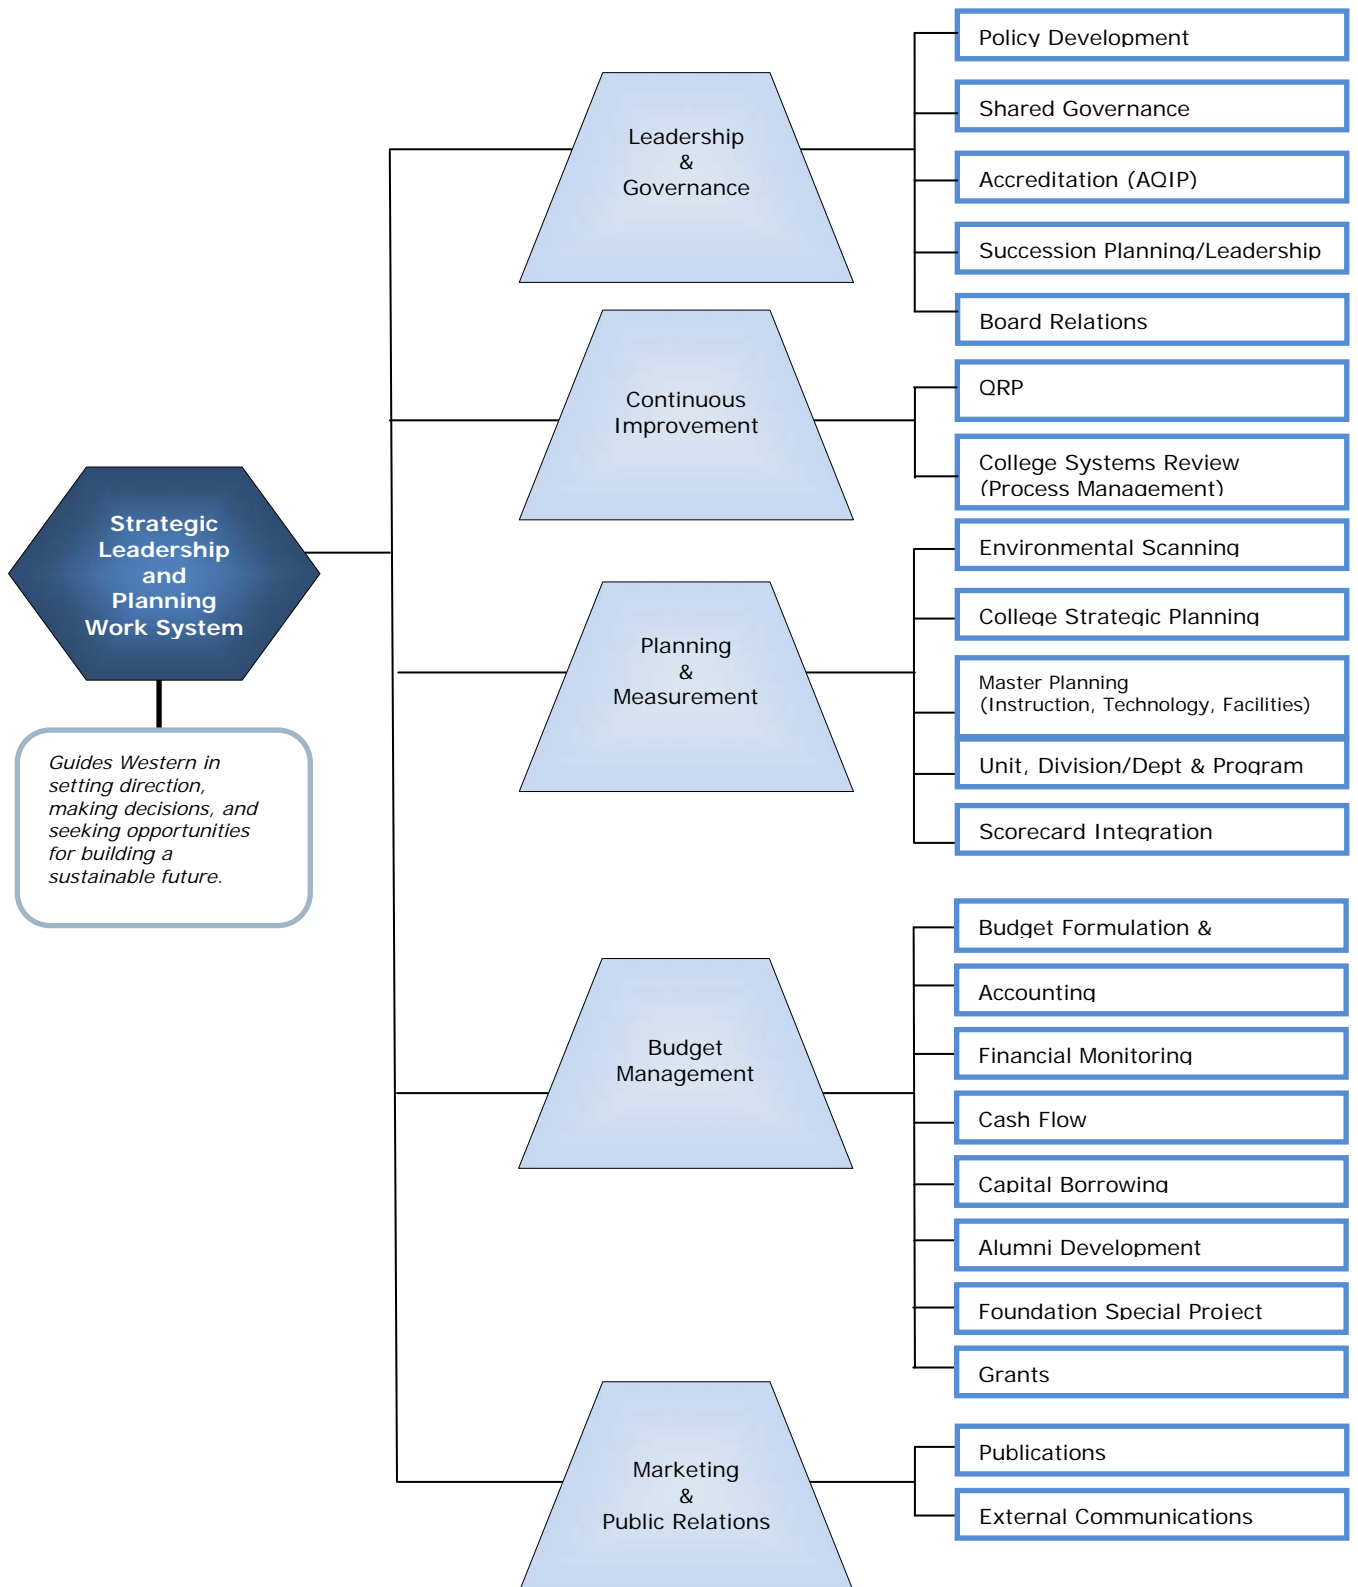 Strategic
Leadership
and
Planning
Work System
Guides Western in
setting direction,
making decisions, and
seeking opportunities
for building a
sustainable future.
Leadership
&
Governance
Policy Development
Shared Governance
Accreditation (AQIP)
Succession Planning/Leadership
Board Relations
Continuous
Improvement
QRP
College Systems Review
(Process Management)
Planning
&
Measurement
Environmental Scanning
College Strategic Planning
Master Planning
(Instruction, Technology, Facilities)
Unit, Division/Dept & Program
Scorecard Integration
Budget
Management
Budget Formulation &
Accounting
Financial Monitoring
Cash Flow
Capital Borrowing
Alumni Development
Foundation Special Project
Grants
Marketing
&
Public Relations
Publications
External Communications